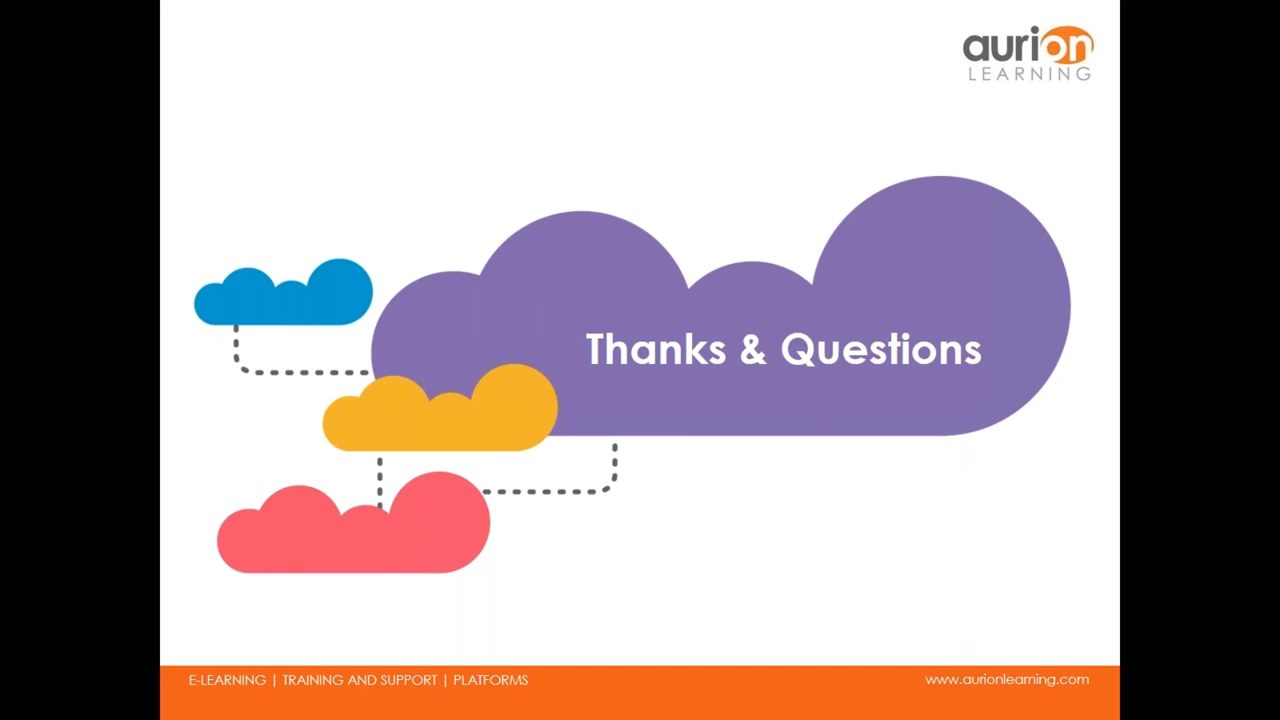 aurion
LEARNING
Thanks & Questions
E-LEARNING | TRAINING AND SUPPORT | PLATFORMS
www.aurionlearning.com